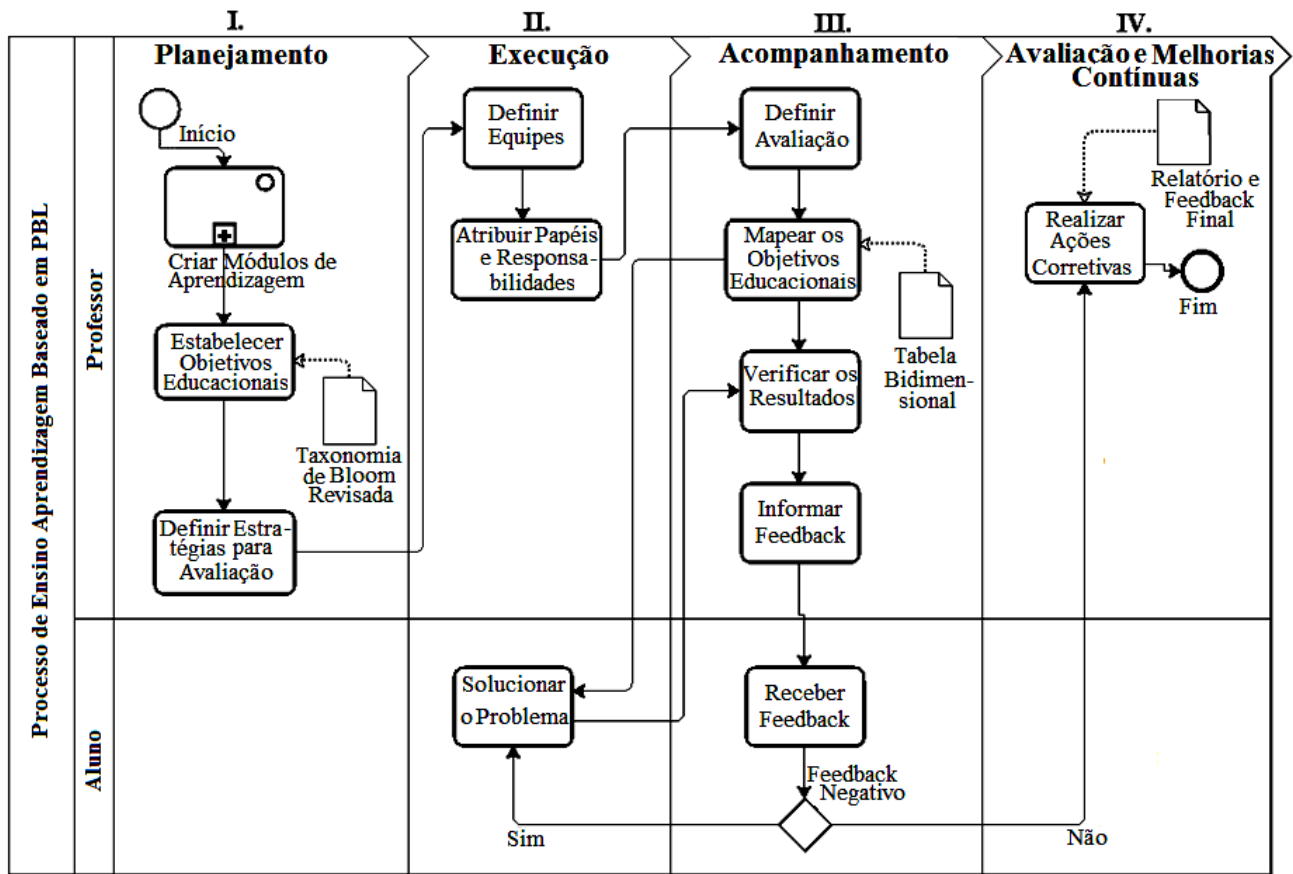 I.
II.
III.
IV.
Planejamento
Execução
Acompanhamento
Avaliação e Melhorias
Contínuas
Processo de Ensino Aprendizagem Baseado em PBL
Professor
Início
Criar Módulos de
Aprendizagem
Estabelecer
Objetivos
Educacionais
Taxonomia
de Bloom
Revisada
Definir Estra-
tégias para
Avaliação
Definir
Equipes
Atribuir Papéis
e Responsa-
bilidades
Definir
Avaliação
Mapear os
Objetivos
Educacionais
Tabela
Bidimen-
sional
Verificar os
Resultados
Informar
Feedback
Relatório e
Feedback
Final
Realizar
Ações
Corretivas
Fim
Aluno
Solucionar
o Problema
Receber
Feedback
Feedback
Negativo
Sim
Não